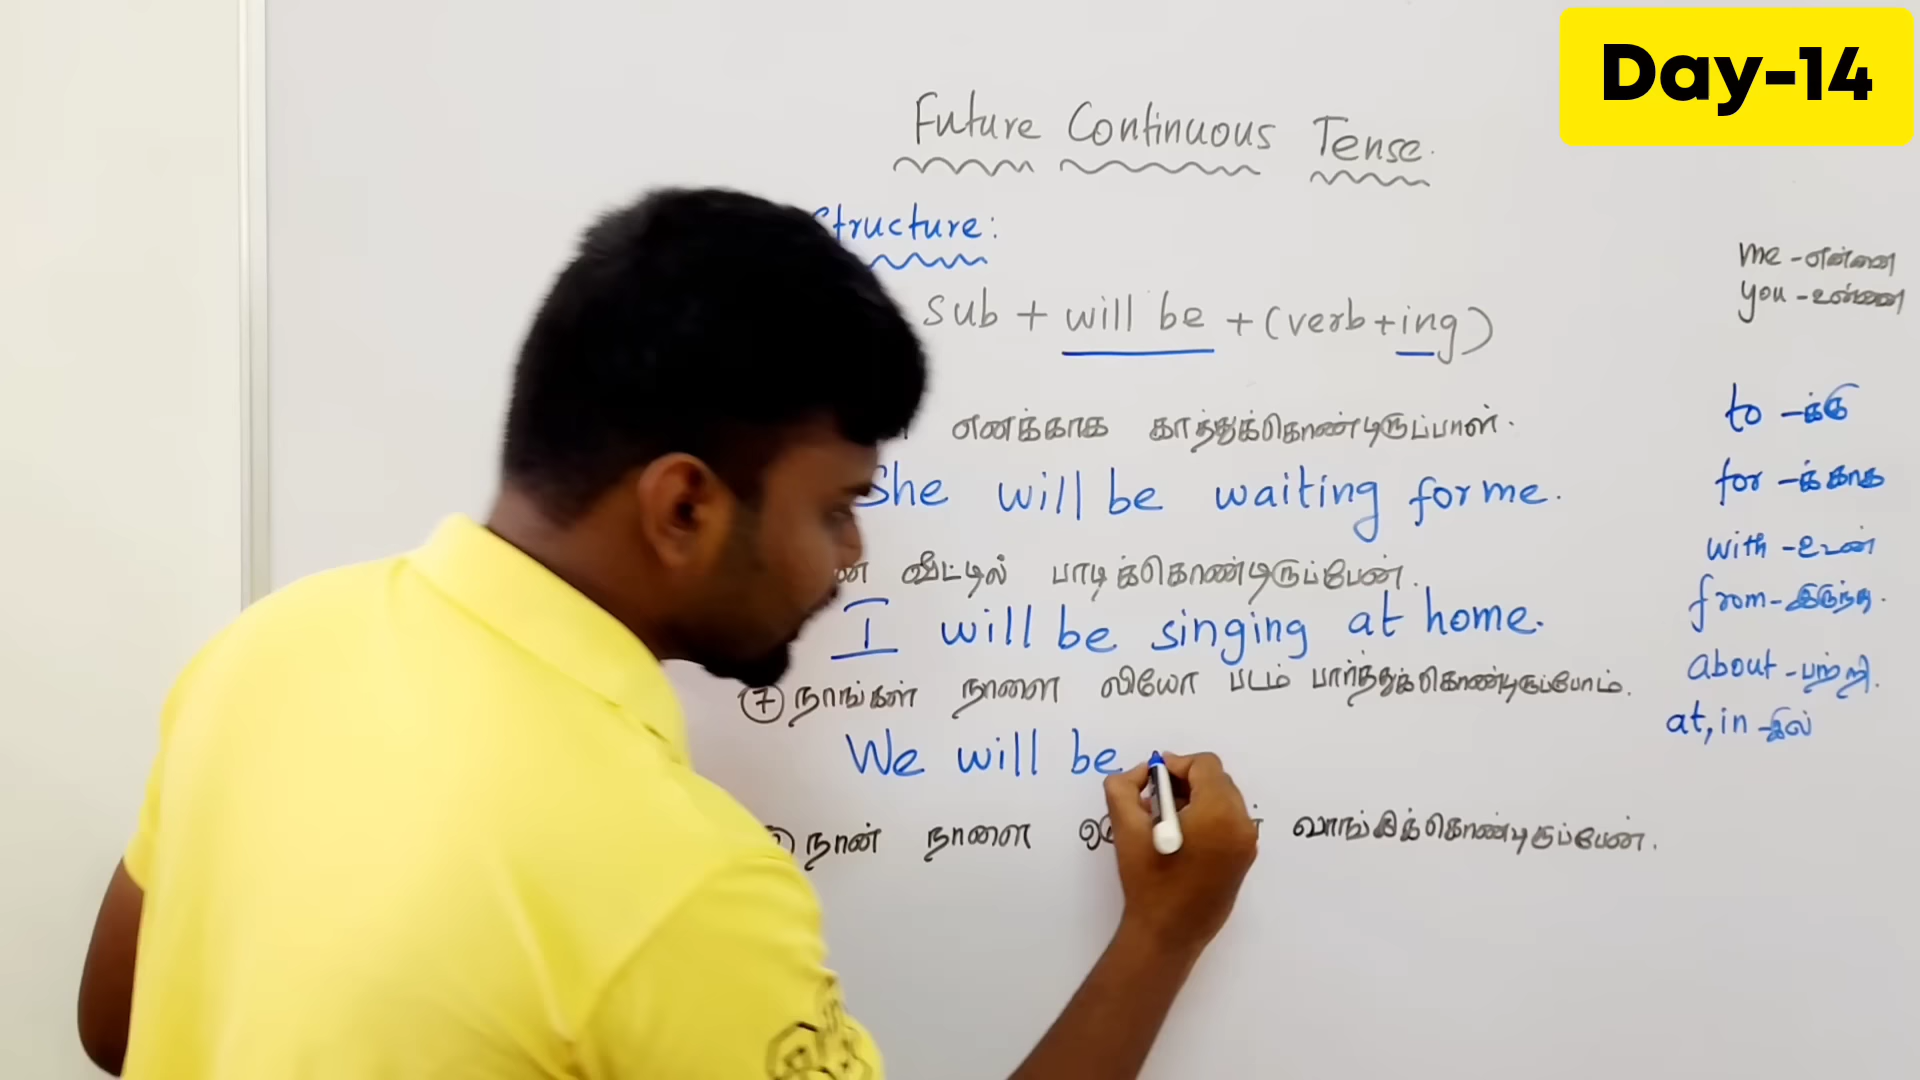 Day-14
Future Continuous Tense.
Structure:
sub + will be + (verb+ing)
me - என்னை
you - உன்னை
எனக்காக காத்துக்கொண்டிருப்பாள்.
She will be waiting for me.
வீட்டில் பாடிக்கொண்டிருப்பேன்.
I will be singing at home.
7 நாங்கள் நாளை லியோ படம் பார்த்துக்கொண்டிருப்போம்.
We will be
நான் நாளை வாங்கிக்கொண்டிருப்பேன்.
to - க்கு
for - க்காக
with - உடன்
from - இருந்து.
about - பற்றி.
at, in - இல்